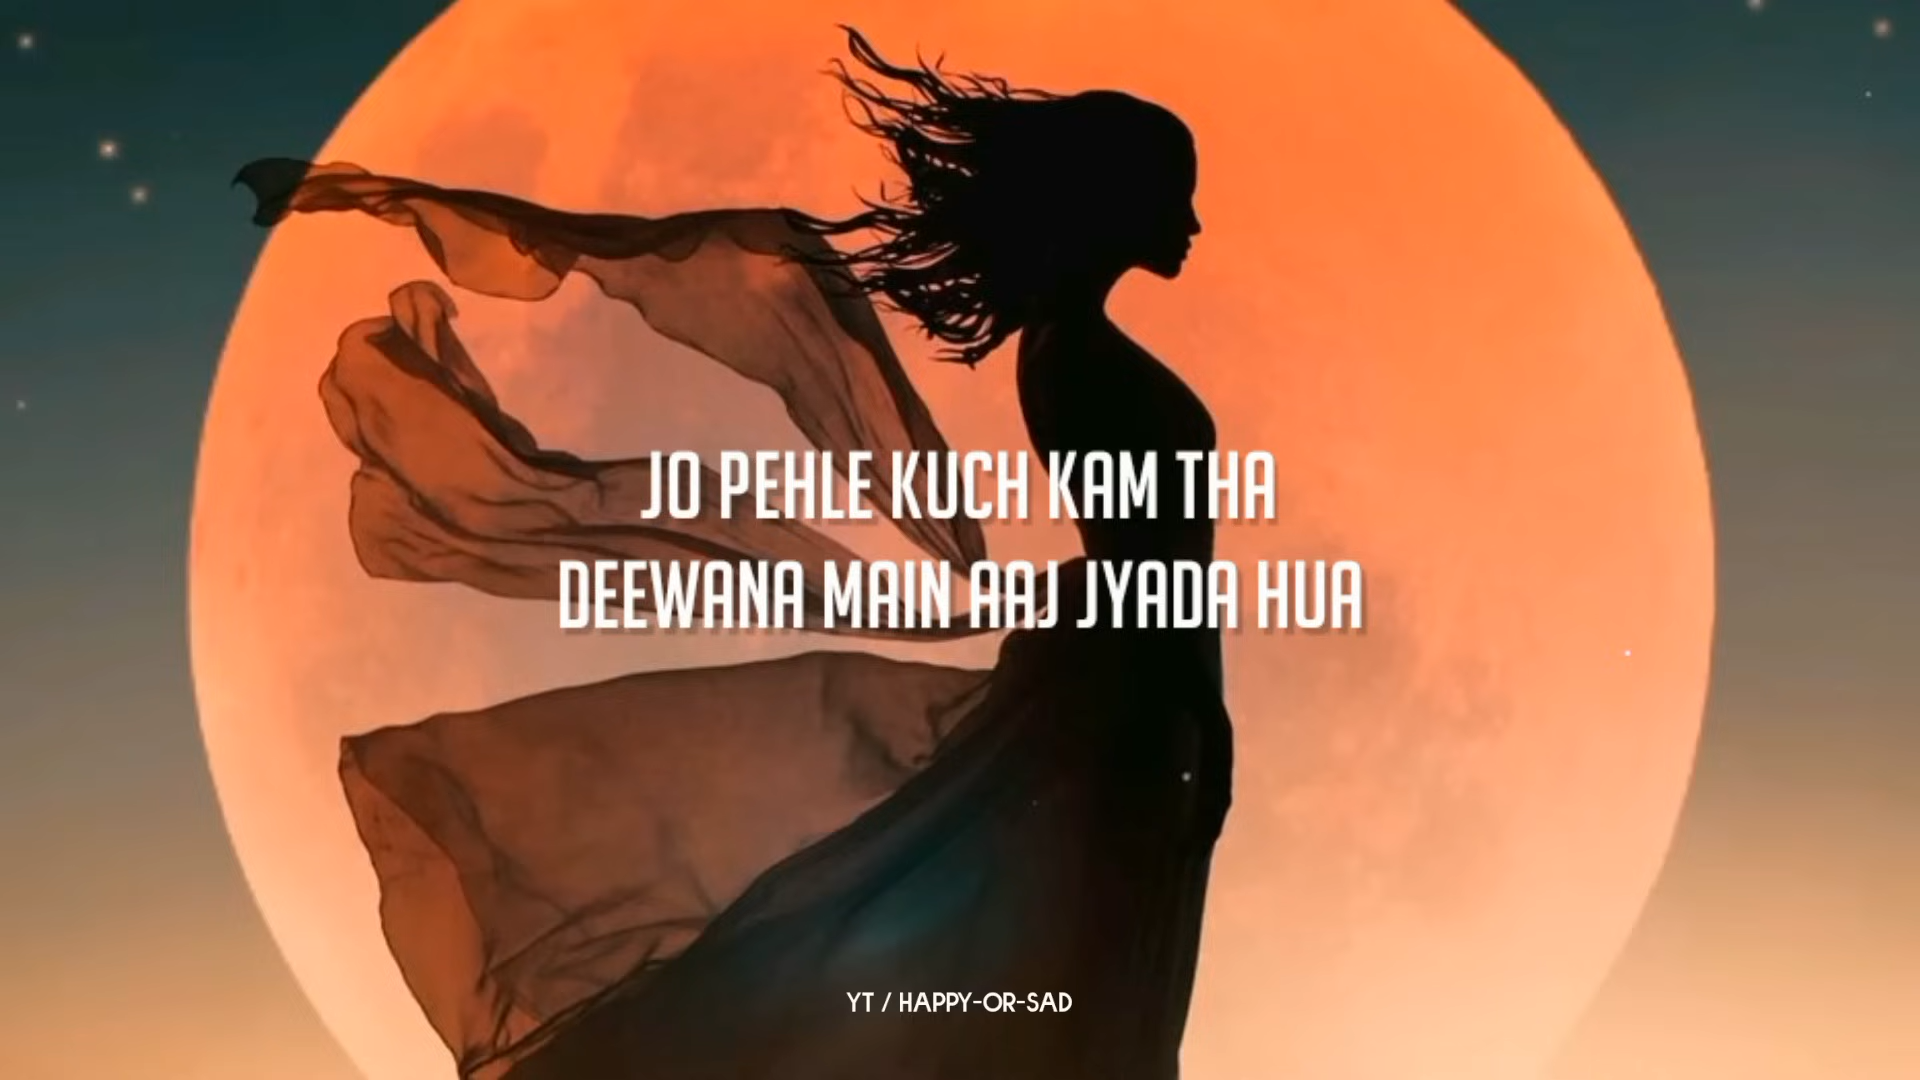 JO PEHLE KUCH KAM THA
DEEWANA MAIN AAJ JYADA HUA
YT / HAPPY-OR-SAD